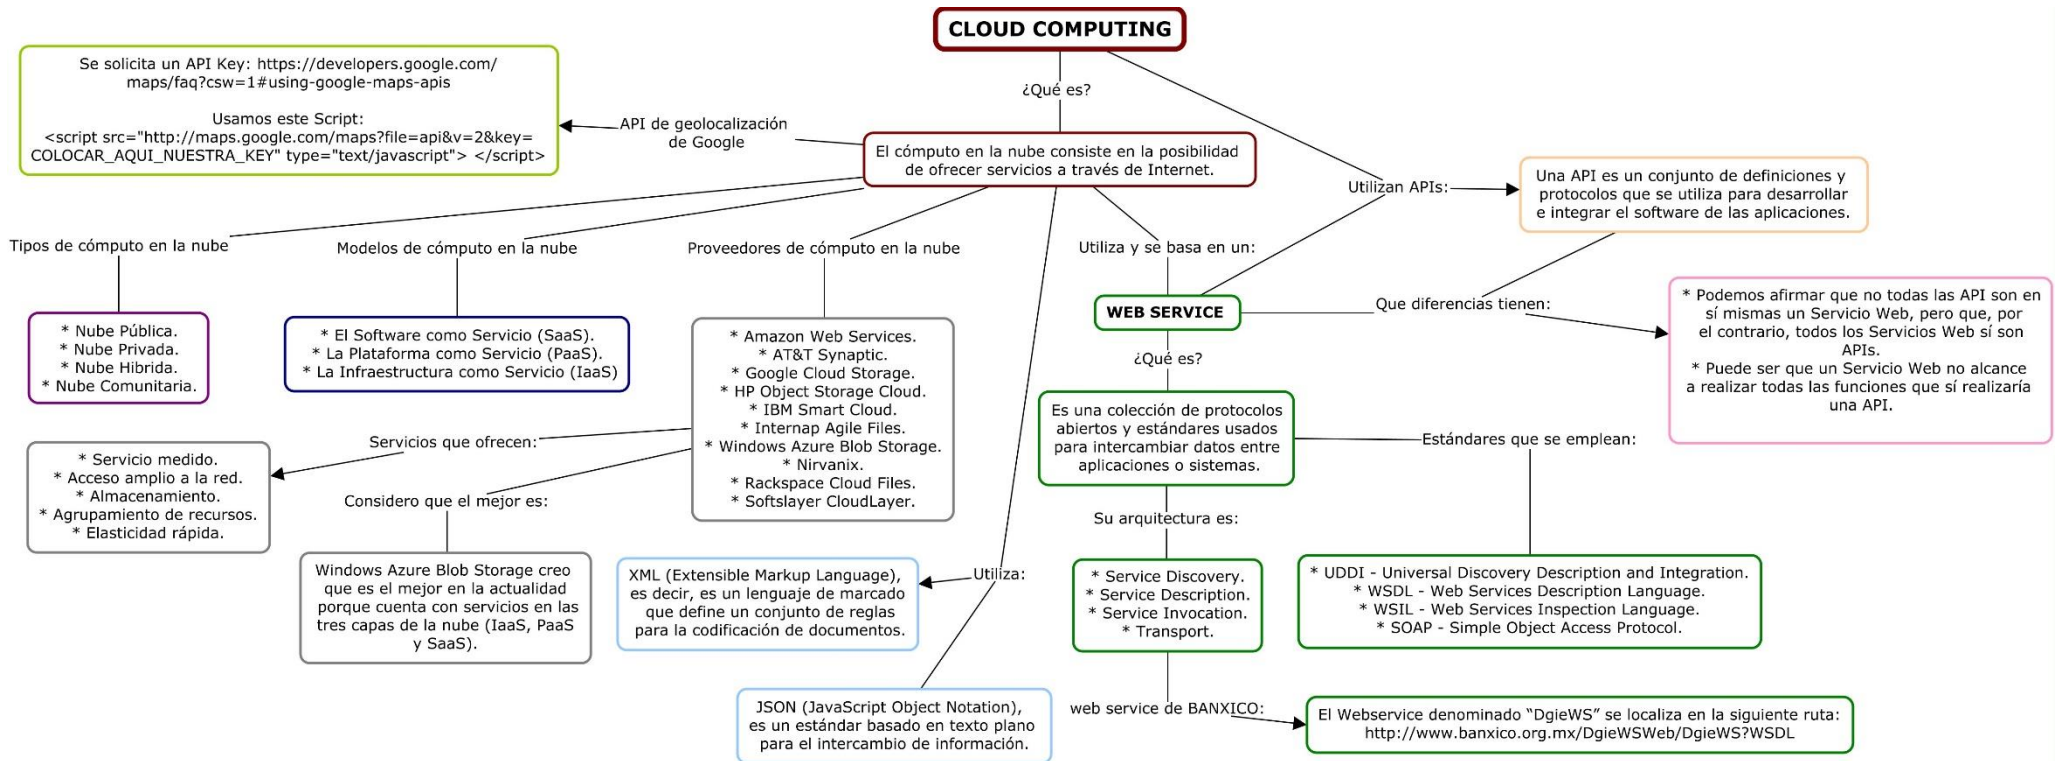 CLOUD COMPUTING
Se solicita un API Key: https://developers.google.com/
maps/faq?csw=1#using-google-maps-apis
Usamos este Script:
<script src="http://maps.google.com/maps?file=api&v=2&key=
COLOCAR_AQUI_NUESTRA_KEY" type="text/javascript"> </script>
API de geolocalización
de Google
¿Qué es?
El cómputo en la nube consiste en la posibilidad
de ofrecer servicios a través de Internet.
Utilizan APIs:
Una API es un conjunto de definiciones y
protocolos que se utiliza para desarrollar
e integrar el software de las aplicaciones.
Tipos de cómputo en la nube
Modelos de cómputo en la nube
Proveedores de cómputo en la nube
Utiliza y se basa en un:
* Nube Pública.
* Nube Privada.
* Nube Hibrida.
* Nube Comunitaria.
* El Software como Servicio (SaaS).
* La Plataforma como Servicio (PaaS).
* La Infraestructura como Servicio (IaaS)
* Amazon Web Services.
* AT&T Synaptic.
* Google Cloud Storage.
* HP Object Storage Cloud.
* IBM Smart Cloud.
* Internap Agile Files.
* Windows Azure Blob Storage.
* Nirvanix.
* Rackspace Cloud Files.
* Softslayer CloudLayer.
WEB SERVICE
Que diferencias tienen:
* Podemos afirmar que no todas las API son en
sí mismas un Servicio Web, pero que, por
el contrario, todos los Servicios Web sí son
APIs.
* Puede ser que un Servicio Web no alcance
a realizar todas las funciones que sí realizaría
una API.
¿Qué es?
Es una colección de protocolos
abiertos y estándares usados
para intercambiar datos entre
aplicaciones o sistemas.
Estándares que se emplean:
Servicios que ofrecen:
* Servicio medido.
* Acceso amplio a la red.
* Almacenamiento.
* Agrupamiento de recursos.
* Elasticidad rápida.
Considero que el mejor es:
Windows Azure Blob Storage creo
que es el mejor en la actualidad
porque cuenta con servicios en las
tres capas de la nube (IaaS, PaaS
y SaaS).
Su arquitectura es:
Utiliza:
XML (Extensible Markup Language),
es decir, es un lenguaje de marcado
que define un conjunto de reglas
para la codificación de documentos.
* Service Discovery.
* Service Description.
* Service Invocation.
* Transport.
* UDDI - Universal Discovery Description and Integration.
* WSDL - Web Services Description Language.
* WSIL - Web Services Inspection Language.
* SOAP - Simple Object Access Protocol.
JSON (JavaScript Object Notation),
es un estándar basado en texto plano
para el intercambio de información.
web service de BANXICO:
El Webservice denominado “DgieWS” se localiza en la siguiente ruta:
http://www.banxico.org.mx/DgieWSWeb/DgieWS?WSDL